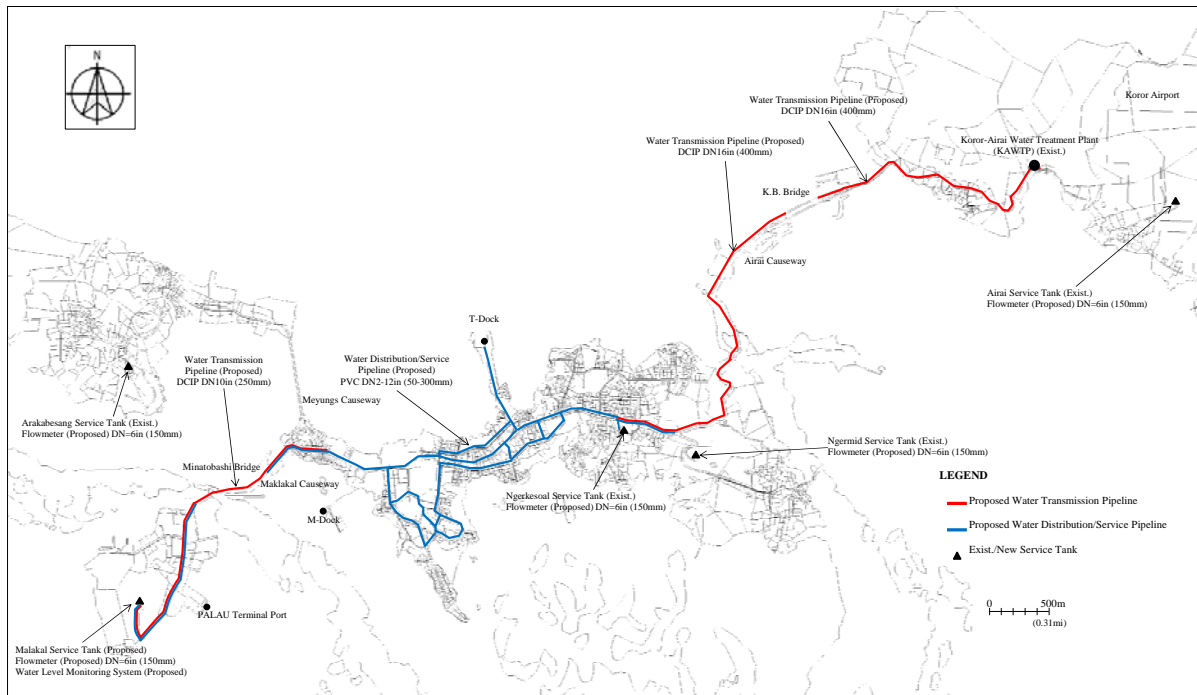 N
Koror Airport
Water Transmission Pipeline (Proposed)
DCIP DN16in (400mm)
Water Transmission Pipeline (Proposed)
DCIP DN16in (400mm)
Koror-Airai Water Treatment Plant
(KAWTP) (Exist.)
K.B. Bridge
Airai Causeway
Airai Service Tank (Exist.)
Flowmeter (Proposed) DN=6in (150mm)
T-Dock
Water Transmission
Pipeline (Proposed)
DCIP DN10in (250mm)
Water Distribution/Service
Pipeline (Proposed)
PVC DN2-12in (50-300mm)
Meyungs Causeway
Arakabesang Service Tank (Exist.)
Flowmeter (Proposed) DN=6in (150mm)
Minatobashi Bridge
Maklakal Causeway
M-Dock
Ngerkesoal Service Tank (Exist.)
Flowmeter (Proposed) DN=6in (150mm)
Ngermid Service Tank (Exist.)
Flowmeter (Proposed) DN=6in (150mm)
LEGEND
Proposed Water Transmission Pipeline
Proposed Water Distribution/Service Pipeline
Exist./New Service Tank
0 500m
(0.31mi)
PALAU Terminal Port
Malakal Service Tank (Proposed)
Flowmeter (Proposed) DN=6in (150mm)
Water Level Monitoring System (Proposed)